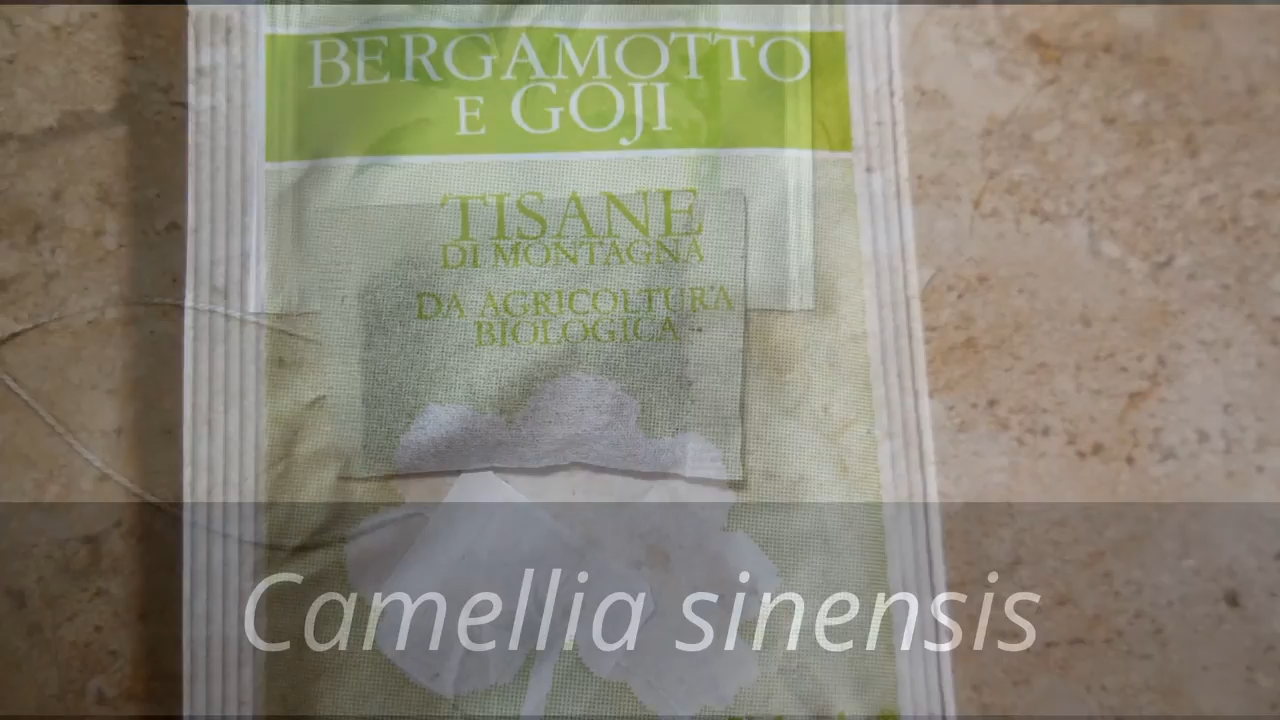 BERGAMOTTO
E GOJI
TISANE
DI MONTAGNA
DA AGRICOLTURA
BIOLOGICA
Camellia sinensis